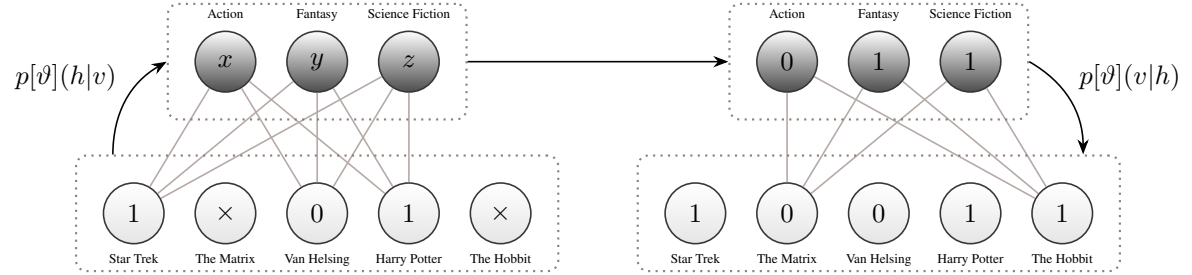 Action Fantasy Science Fiction Action Fantasy Science Fiction
x y z 0 1 1
p[ϑ](h|v) p[ϑ](v|h)
1 × 0 1 × 1 0 0 1 1
Star Trek The Matrix Van Helsing Harry Potter The Hobbit Star Trek The Matrix Van Helsing Harry Potter The Hobbit